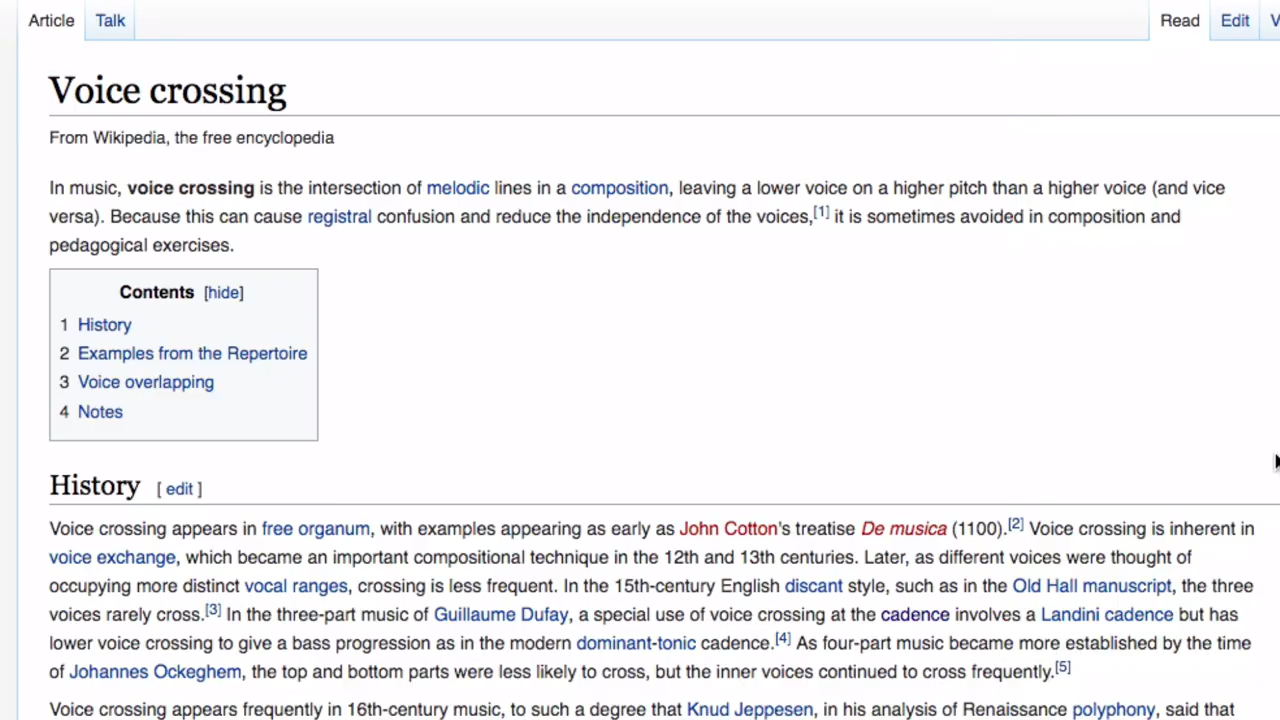 Article Talk Read Edit V
Voice crossing
From Wikipedia, the free encyclopedia
In music, voice crossing is the intersection of melodic lines in a composition, leaving a lower voice on a higher pitch than a higher voice (and vice
versa). Because this can cause registral confusion and reduce the independence of the voices,[1] it is sometimes avoided in composition and
pedagogical exercises.
Contents [hide]
1 History
2 Examples from the Repertoire
3 Voice overlapping
4 Notes
History [ edit ]
Voice crossing appears in free organum, with examples appearing as early as John Cotton's treatise De musica (1100).[2] Voice crossing is inherent in
voice exchange, which became an important compositional technique in the 12th and 13th centuries. Later, as different voices were thought of
occupying more distinct vocal ranges, crossing is less frequent. In the 15th-century English discant style, such as in the Old Hall manuscript, the three
voices rarely cross.[3] In the three-part music of Guillaume Dufay, a special use of voice crossing at the cadence involves a Landini cadence but has
lower voice crossing to give a bass progression as in the modern dominant-tonic cadence.[4] As four-part music became more established by the time
of Johannes Ockeghem, the top and bottom parts were less likely to cross, but the inner voices continued to cross frequently.[5]
Voice crossing appears frequently in 16th-century music, to such a degree that Knud Jeppesen, in his analysis of Renaissance polyphony, said that